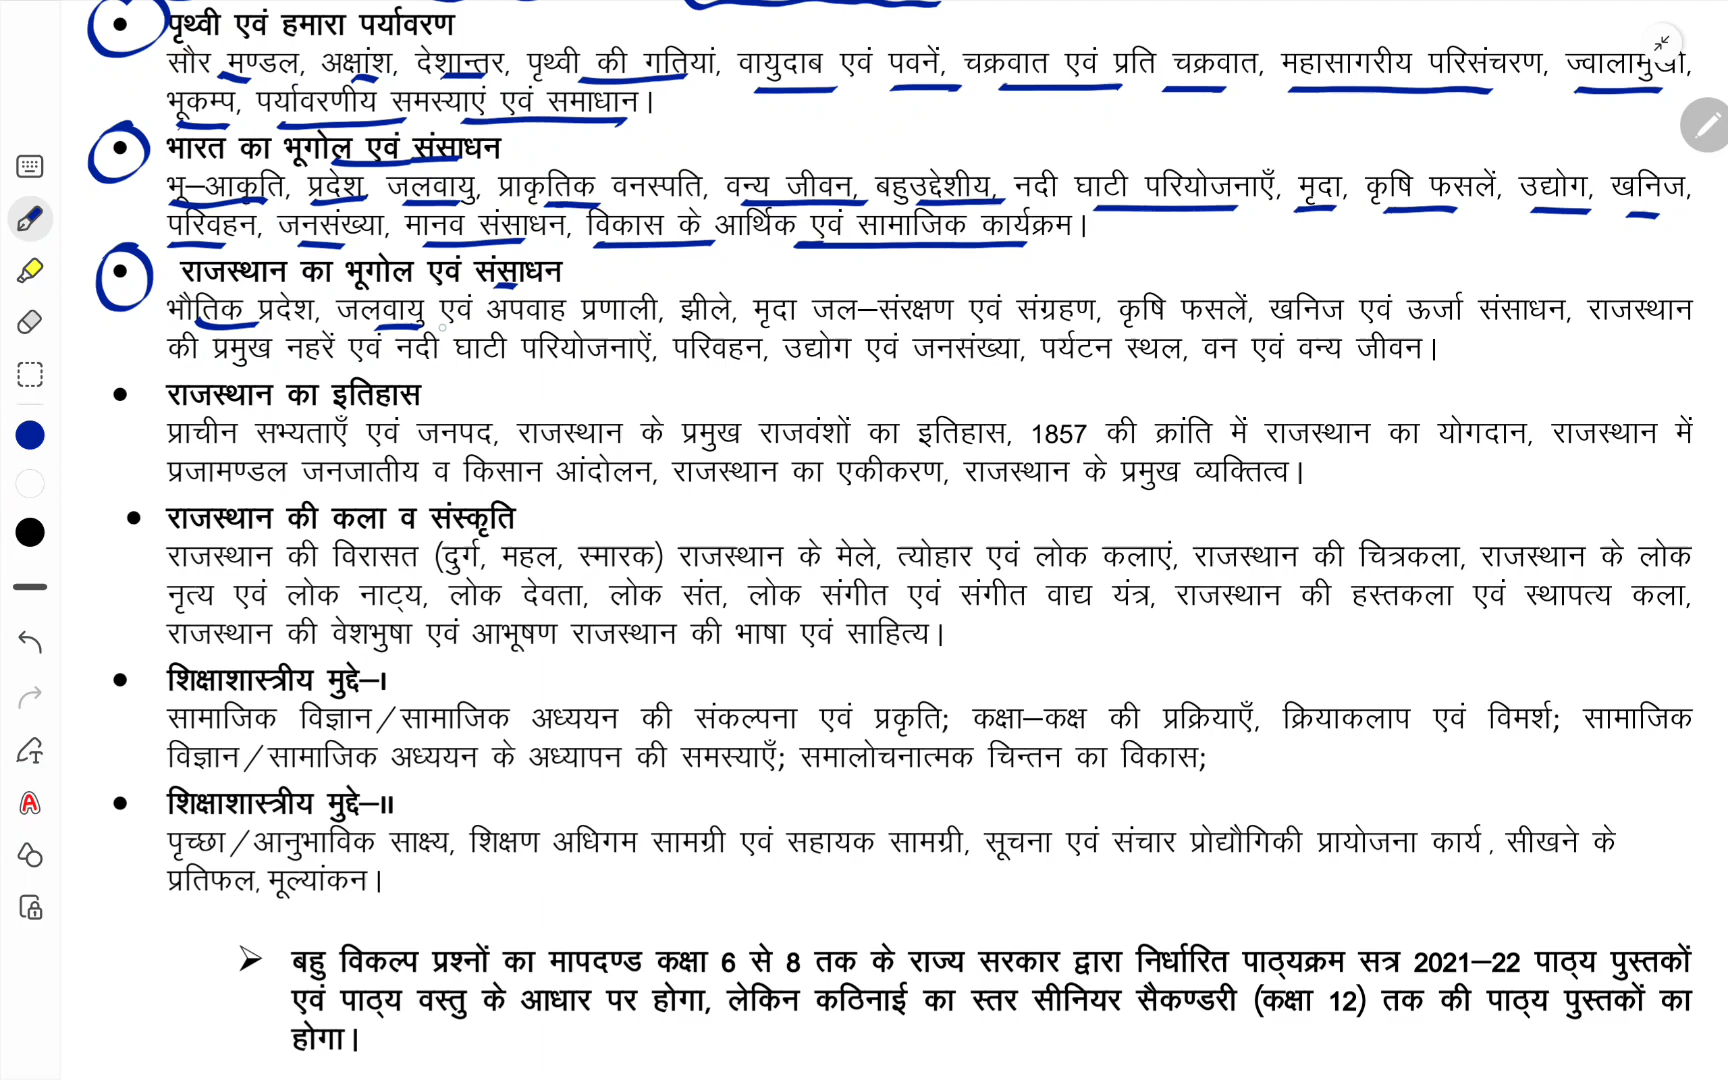 पृथ्वी एवं हमारा पर्यावरण
सौर मण्डल, अक्षांश, देशान्तर, पृथ्वी की गतियां, वायुदाब एवं पवनें, चक्रवात एवं प्रति चक्रवात, महासागरीय परिसंचरण, ज्वालामुखी,
भूकम्प, पर्यावरणीय समस्याएं एवं समाधान।
भारत का भूगोल एवं संसाधन
भू–आकृति, प्रदेश, जलवायु, प्राकृतिक वनस्पति, वन्य जीवन, बहुउद्देशीय, नदी घाटी परियोजनाएँ, मृदा, कृषि फसलें, उद्योग, खनिज,
परिवहन, जनसंख्या, मानव संसाधन, विकास के आर्थिक एवं सामाजिक कार्यक्रम।
राजस्थान का भूगोल एवं संसाधन
भौतिक प्रदेश, जलवायु एवं अपवाह प्रणाली, झीले, मृदा जल–संरक्षण एवं संग्रहण, कृषि फसलें, खनिज एवं ऊर्जा संसाधन, राजस्थान
की प्रमुख नहरें एवं नदी घाटी परियोजनाऐं, परिवहन, उद्योग एवं जनसंख्या, पर्यटन स्थल, वन एवं वन्य जीवन।
राजस्थान का इतिहास
प्राचीन सभ्यताएँ एवं जनपद, राजस्थान के प्रमुख राजवंशों का इतिहास, 1857 की क्रांति में राजस्थान का योगदान, राजस्थान में
प्रजामण्डल जनजातीय व किसान आंदोलन, राजस्थान का एकीकरण, राजस्थान के प्रमुख व्यक्तित्व।
राजस्थान की कला व संस्कृति
राजस्थान की विरासत (दुर्ग, महल, स्मारक) राजस्थान के मेले, त्योहार एवं लोक कलाएं, राजस्थान की चित्रकला, राजस्थान के लोक
नृत्य एवं लोक नाट्य, लोक देवता, लोक संत, लोक संगीत एवं संगीत वाद्य यंत्र, राजस्थान की हस्तकला एवं स्थापत्य कला,
राजस्थान की वेशभुषा एवं आभूषण राजस्थान की भाषा एवं साहित्य।
शिक्षाशास्त्रीय मुद्दे–I
सामाजिक विज्ञान/सामाजिक अध्ययन की संकल्पना एवं प्रकृति; कक्षा–कक्ष की प्रक्रियाएँ, क्रियाकलाप एवं विमर्श; सामाजिक
विज्ञान/सामाजिक अध्ययन के अध्यापन की समस्याएँ; समालोचनात्मक चिन्तन का विकास;
शिक्षाशास्त्रीय मुद्दे–II
पृच्छा/आनुभाविक साक्ष्य, शिक्षण अधिगम सामग्री एवं सहायक सामग्री, सूचना एवं संचार प्रोद्यौगिकी प्रायोजना कार्य, सीखने के
प्रतिफल, मूल्यांकन।
बहु विकल्प प्रश्नों का मापदण्ड कक्षा 6 से 8 तक के राज्य सरकार द्वारा निर्धारित पाठ्यक्रम सत्र 2021–22 पाठ्य पुस्तकों
एवं पाठ्य वस्तु के आधार पर होगा, लेकिन कठिनाई का स्तर सीनियर सैकण्डरी (कक्षा 12) तक की पाठ्य पुस्तकों का
होगा।